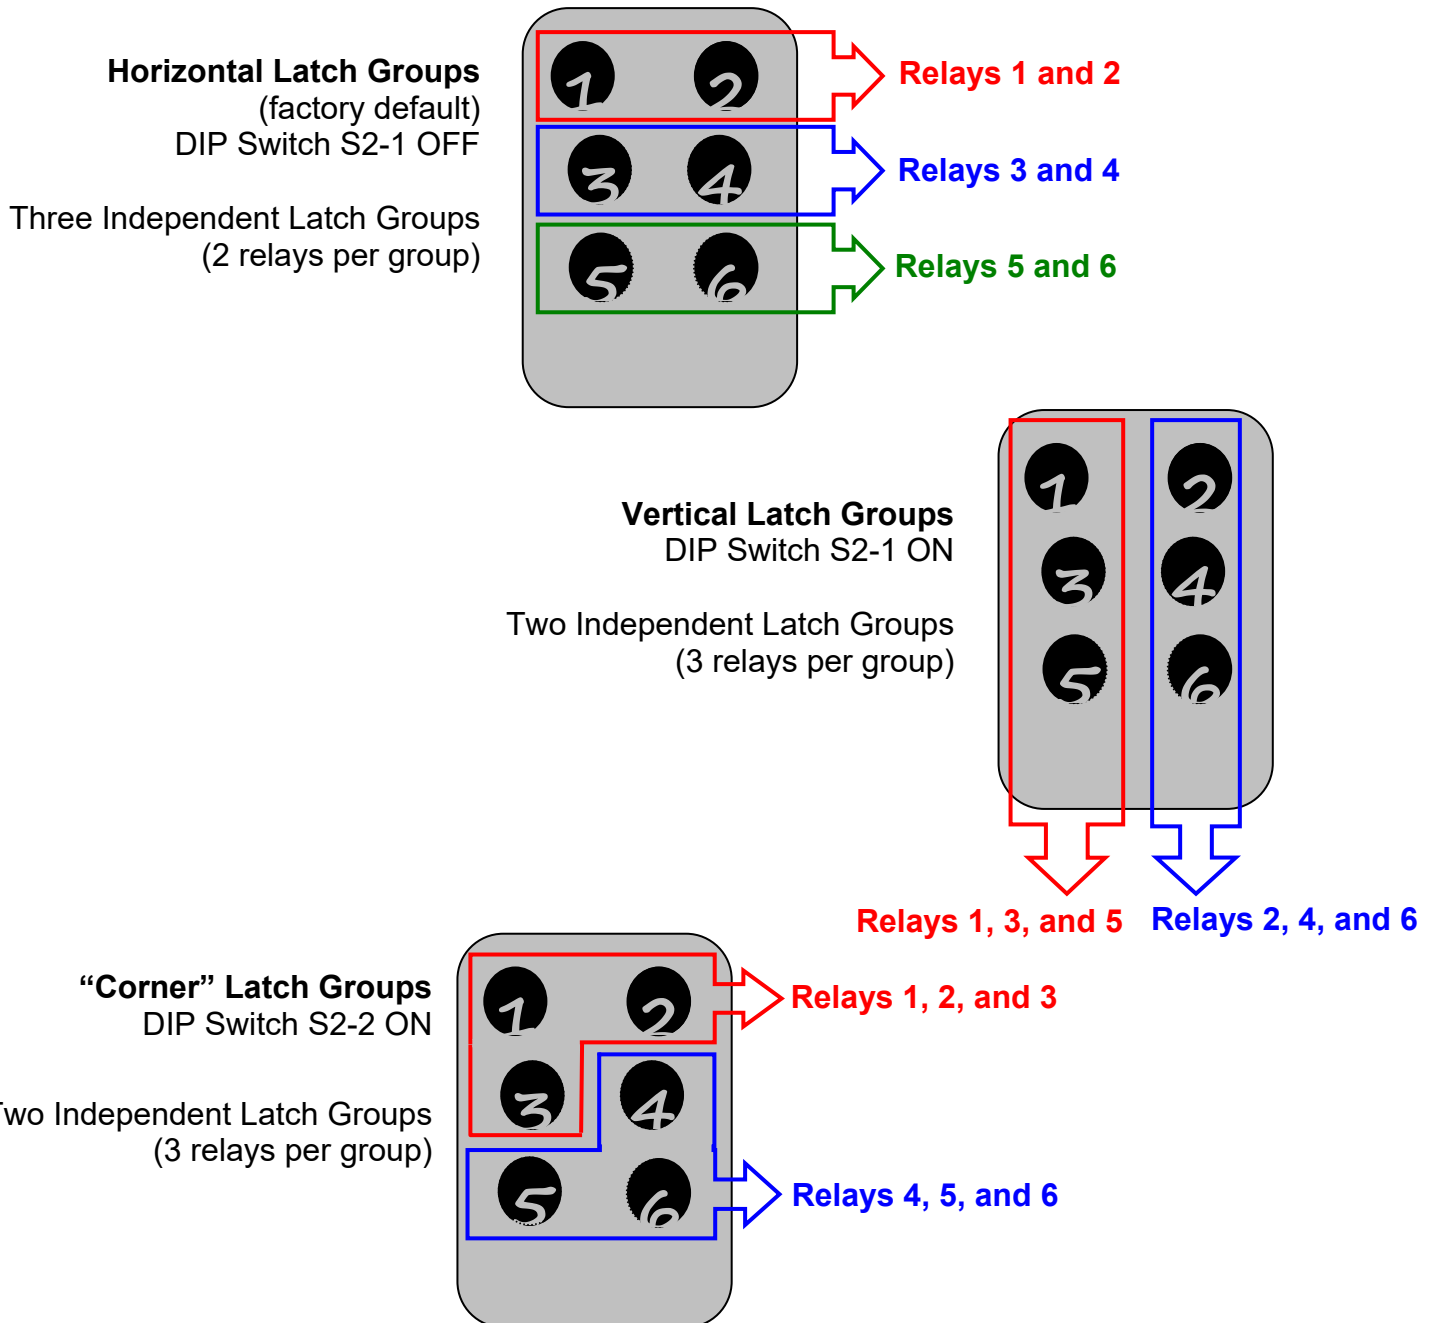 Horizontal Latch Groups
(factory default)
DIP Switch S2-1 OFF
Three Independent Latch Groups
(2 relays per group)
1 2
3 4
5 6
Relays 1 and 2
Relays 3 and 4
Relays 5 and 6
Vertical Latch Groups
DIP Switch S2-1 ON
Two Independent Latch Groups
(3 relays per group)
1 2
3 4
5 6
Relays 1, 3, and 5
Relays 2, 4, and 6
“Corner” Latch Groups
DIP Switch S2-2 ON
Two Independent Latch Groups
(3 relays per group)
1 2
3 4
5 6
Relays 1, 2, and 3
Relays 4, 5, and 6